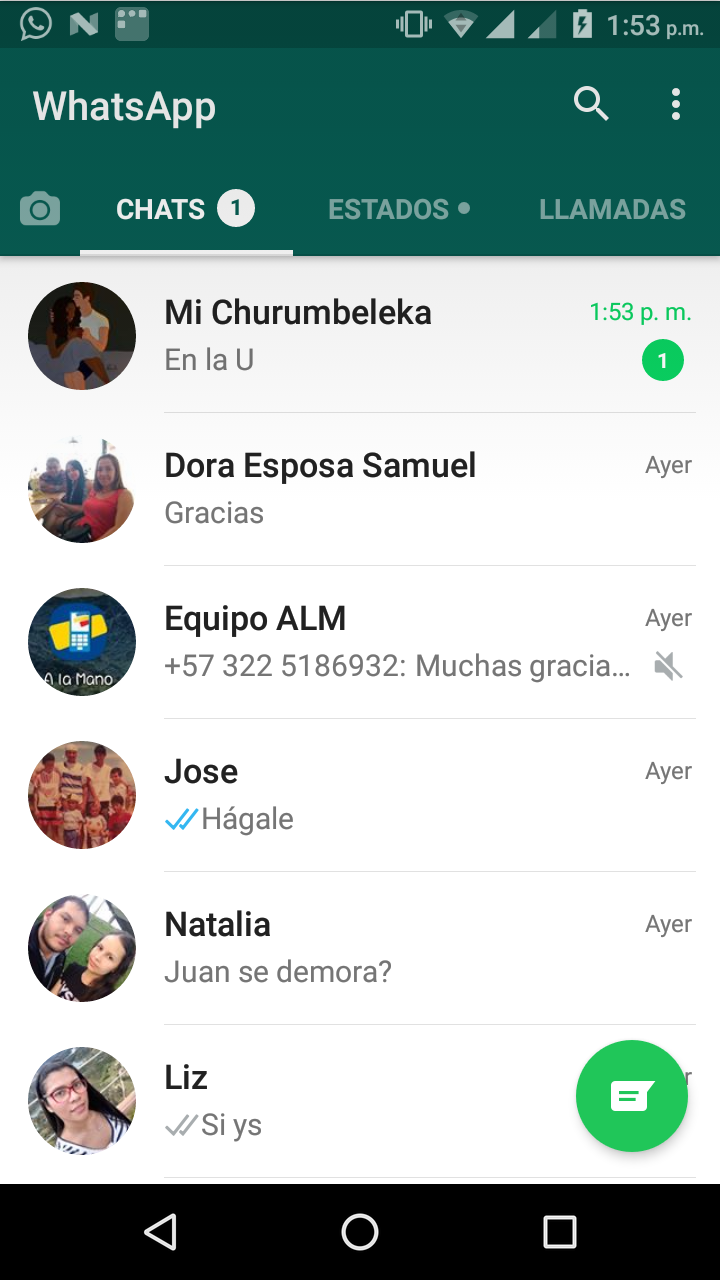 1:53 p.m.
WhatsApp
CHATS 1 ESTADOS • LLAMADAS
Mi Churumbeleka 1:53 p. m.
En la U 1
Dora Esposa Samuel Ayer
Gracias
Equipo ALM Ayer
+57 322 5186932: Muchas gracia...
A la Mano
Jose Ayer
Hágale
Natalia Ayer
Juan se demora?
Liz
Si ys